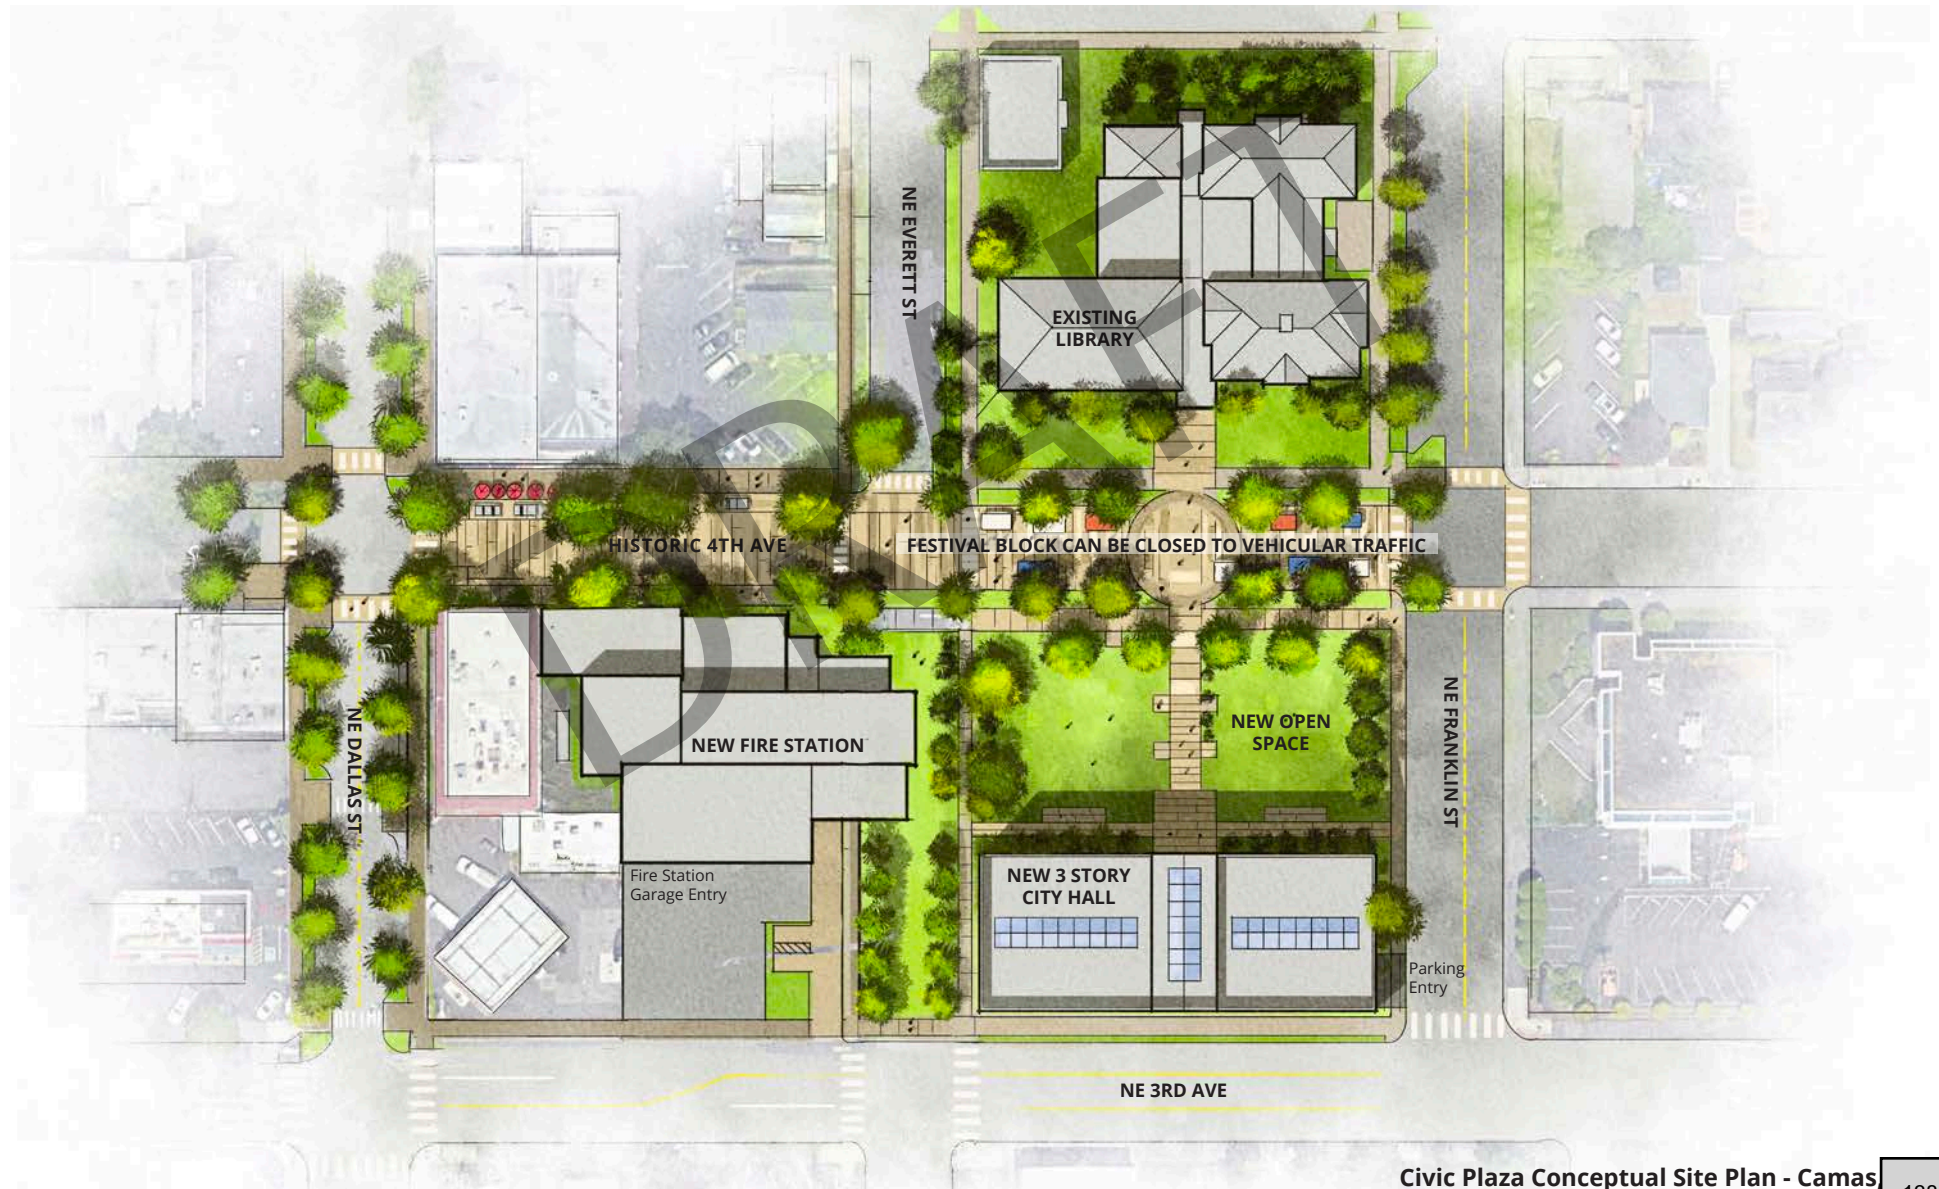 NE EVERETT ST
EXISTING
LIBRARY
DRAFT
HISTORIC 4TH AVE
FESTIVAL BLOCK CAN BE CLOSED TO VEHICULAR TRAFFIC
NE DALLAS ST
NEW FIRE STATION
NEW OPEN
SPACE
NE FRANKLIN ST
Fire Station
Garage Entry
NEW 3 STORY
CITY HALL
Parking
Entry
NE 3RD AVE
Civic Plaza Conceptual Site Plan - Camas,